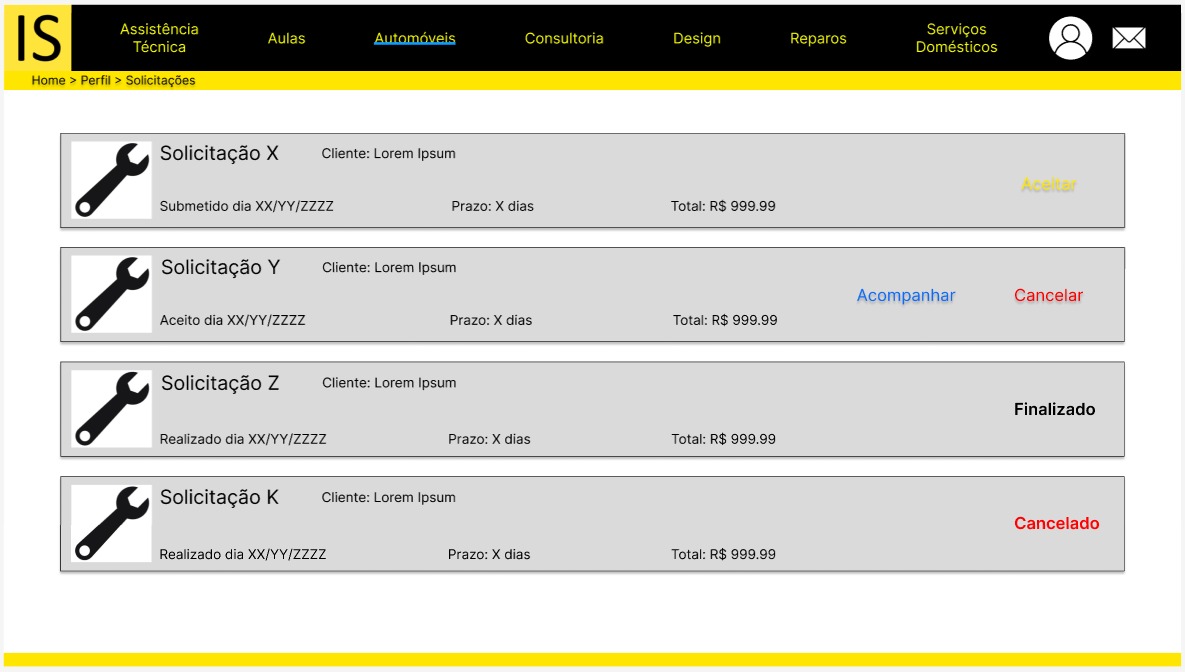 IS
Assistência
Técnica
Aulas
Automóveis
Consultoria
Design
Reparos
Serviços
Domésticos
Home > Perfil > Solicitações
Solicitação X
Cliente: Lorem Ipsum
Submetido dia XX/YY/ZZZZ
Prazo: X dias
Total: R$ 999.99
Aceitar
Solicitação Y
Cliente: Lorem Ipsum
Aceito dia XX/YY/ZZZZ
Prazo: X dias
Total: R$ 999.99
Acompanhar
Cancelar
Solicitação Z
Cliente: Lorem Ipsum
Realizado dia XX/YY/ZZZZ
Prazo: X dias
Total: R$ 999.99
Finalizado
Solicitação K
Cliente: Lorem Ipsum
Realizado dia XX/YY/ZZZZ
Prazo: X dias
Total: R$ 999.99
Cancelado